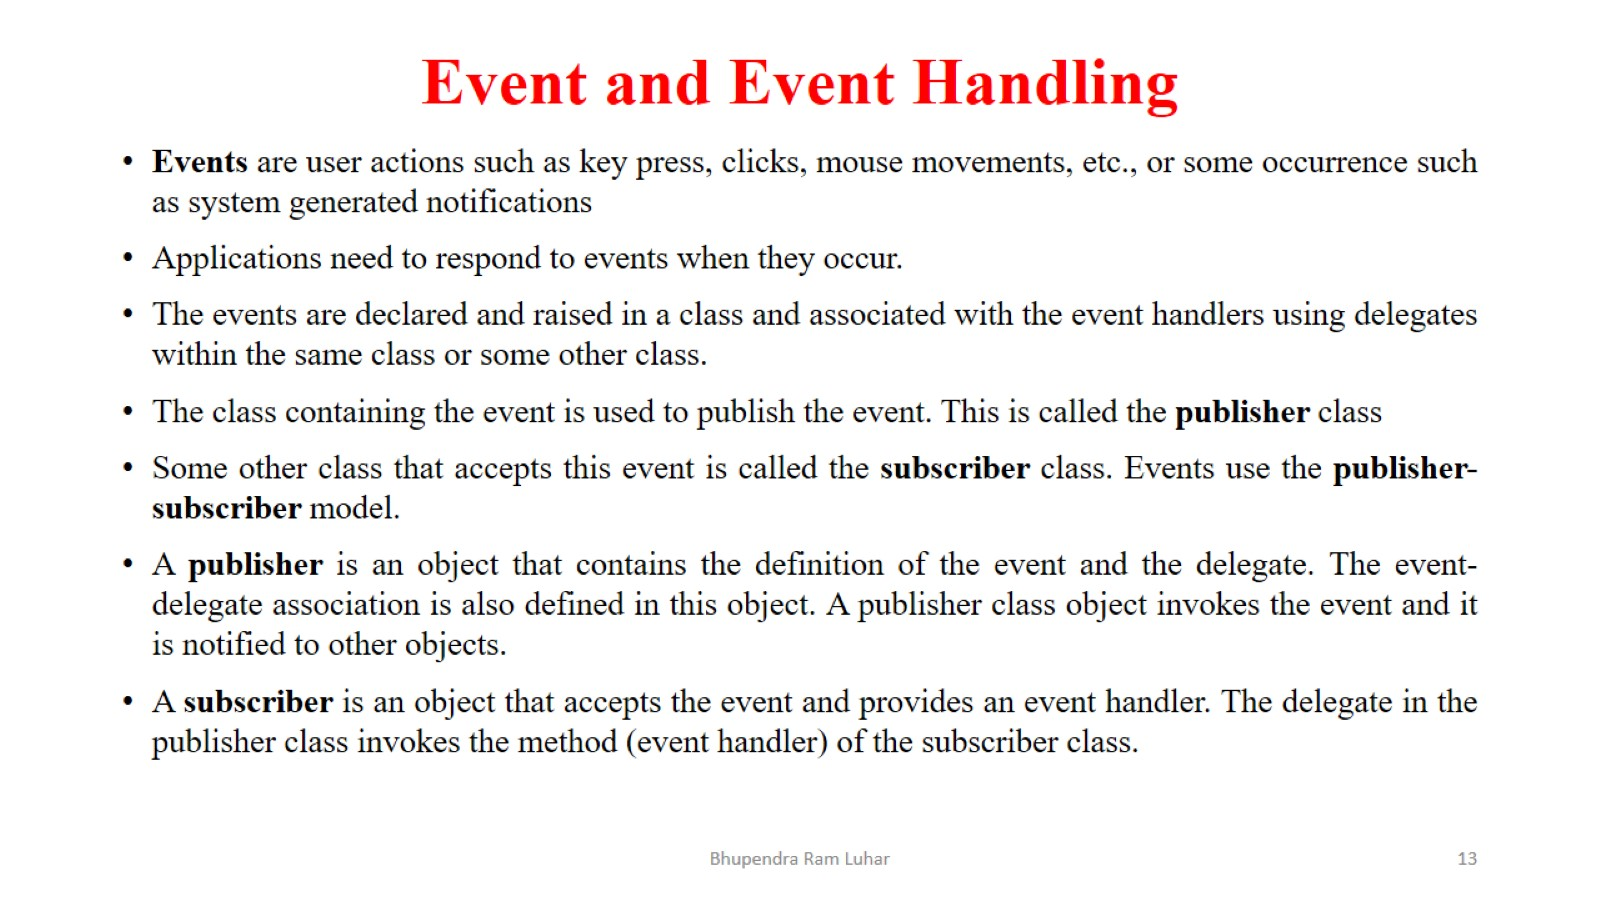 Event and Event Handling
• Events are user actions such as key press, clicks, mouse movements, etc., or some occurrence such
as system generated notifications
• Applications need to respond to events when they occur.
• The events are declared and raised in a class and associated with the event handlers using delegates
within the same class or some other class.
• The class containing the event is used to publish the event. This is called the publisher class
• Some other class that accepts this event is called the subscriber class. Events use the publisher-
subscriber model.
• A publisher is an object that contains the definition of the event and the delegate. The event-
delegate association is also defined in this object. A publisher class object invokes the event and it
is notified to other objects.
• A subscriber is an object that accepts the event and provides an event handler. The delegate in the
publisher class invokes the method (event handler) of the subscriber class.
Bhupendra Ram Luhar
13